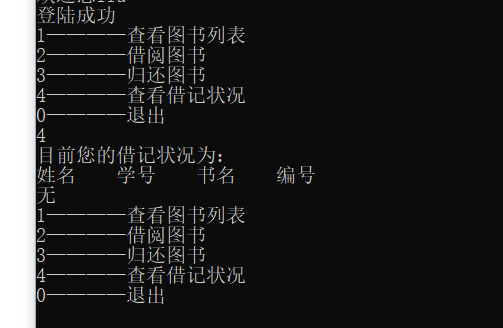 登陆成功
1————查看图书列表
2————借阅图书
3————归还图书
4————查看借记状况
0————退出
4
目前您的借记状况为：
姓名    学号    书名    编号
无
1————查看图书列表
2————借阅图书
3————归还图书
4————查看借记状况
0————退出